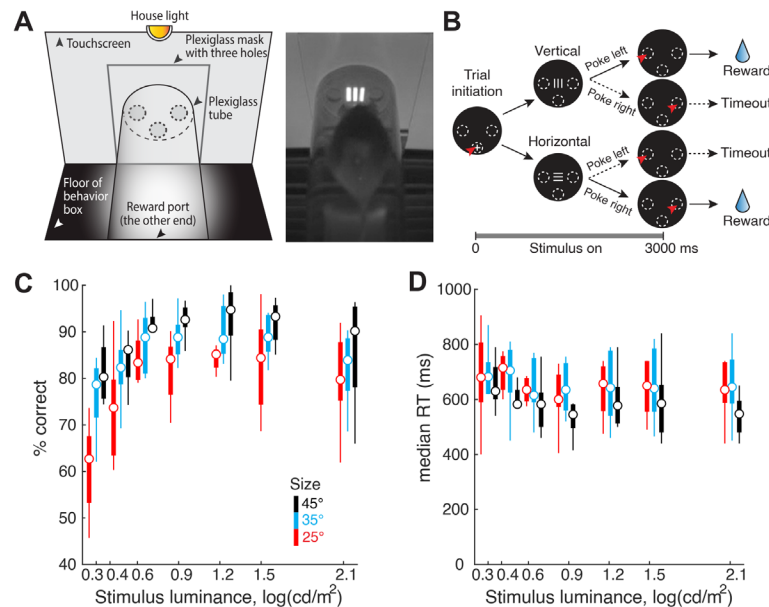 A
House light
Touchscreen
Plexiglass mask
with three holes
Plexiglass
tube
Floor of
behavior
box
Reward port
(the other end)
B
Trial
initiation
Vertical
Horizontal
Poke left
Poke right
Poke left
Poke right
Reward
Timeout
Timeout
Reward
0
Stimulus on
3000 ms
C
100
90
80
70
60
50
40
% correct
0.3 0.4 0.6 0.9 1.2 1.5 2.1
Stimulus luminance, log(cd/m²)
Size
45°
35°
25°
D
1000
800
600
400
200
0
median RT (ms)
0.3 0.4 0.6 0.9 1.2 1.5 2.1
Stimulus luminance, log(cd/m²)